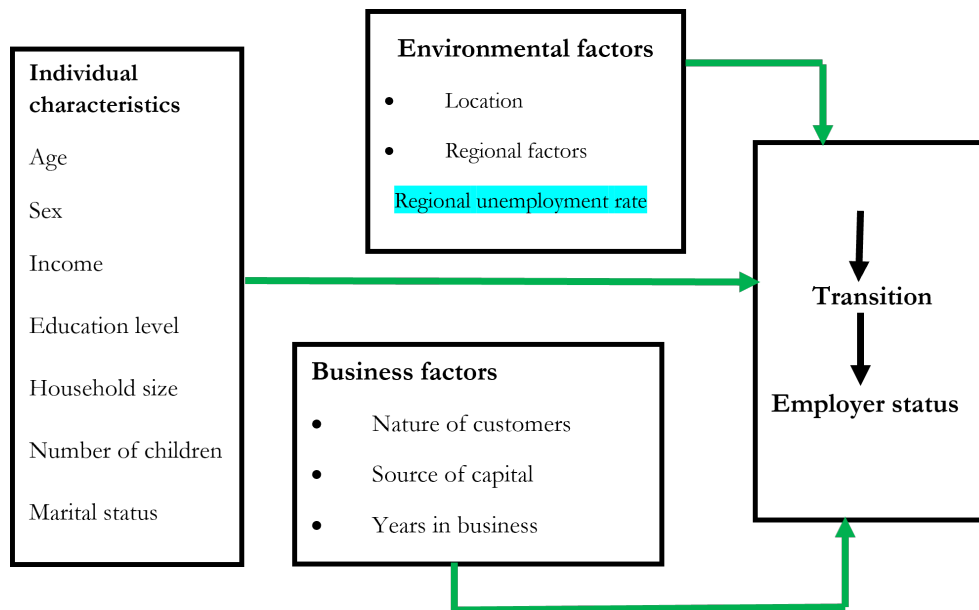 Individual
characteristics
Age
Sex
Income
Education level
Household size
Number of children
Marital status
Environmental factors
• Location
• Regional factors
Regional unemployment rate
Business factors
• Nature of customers
• Source of capital
• Years in business
Transition
Employer status